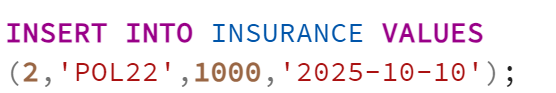 INSERT INTO INSURANCE VALUES
(2,'POL22',1000,'2025-10-10');